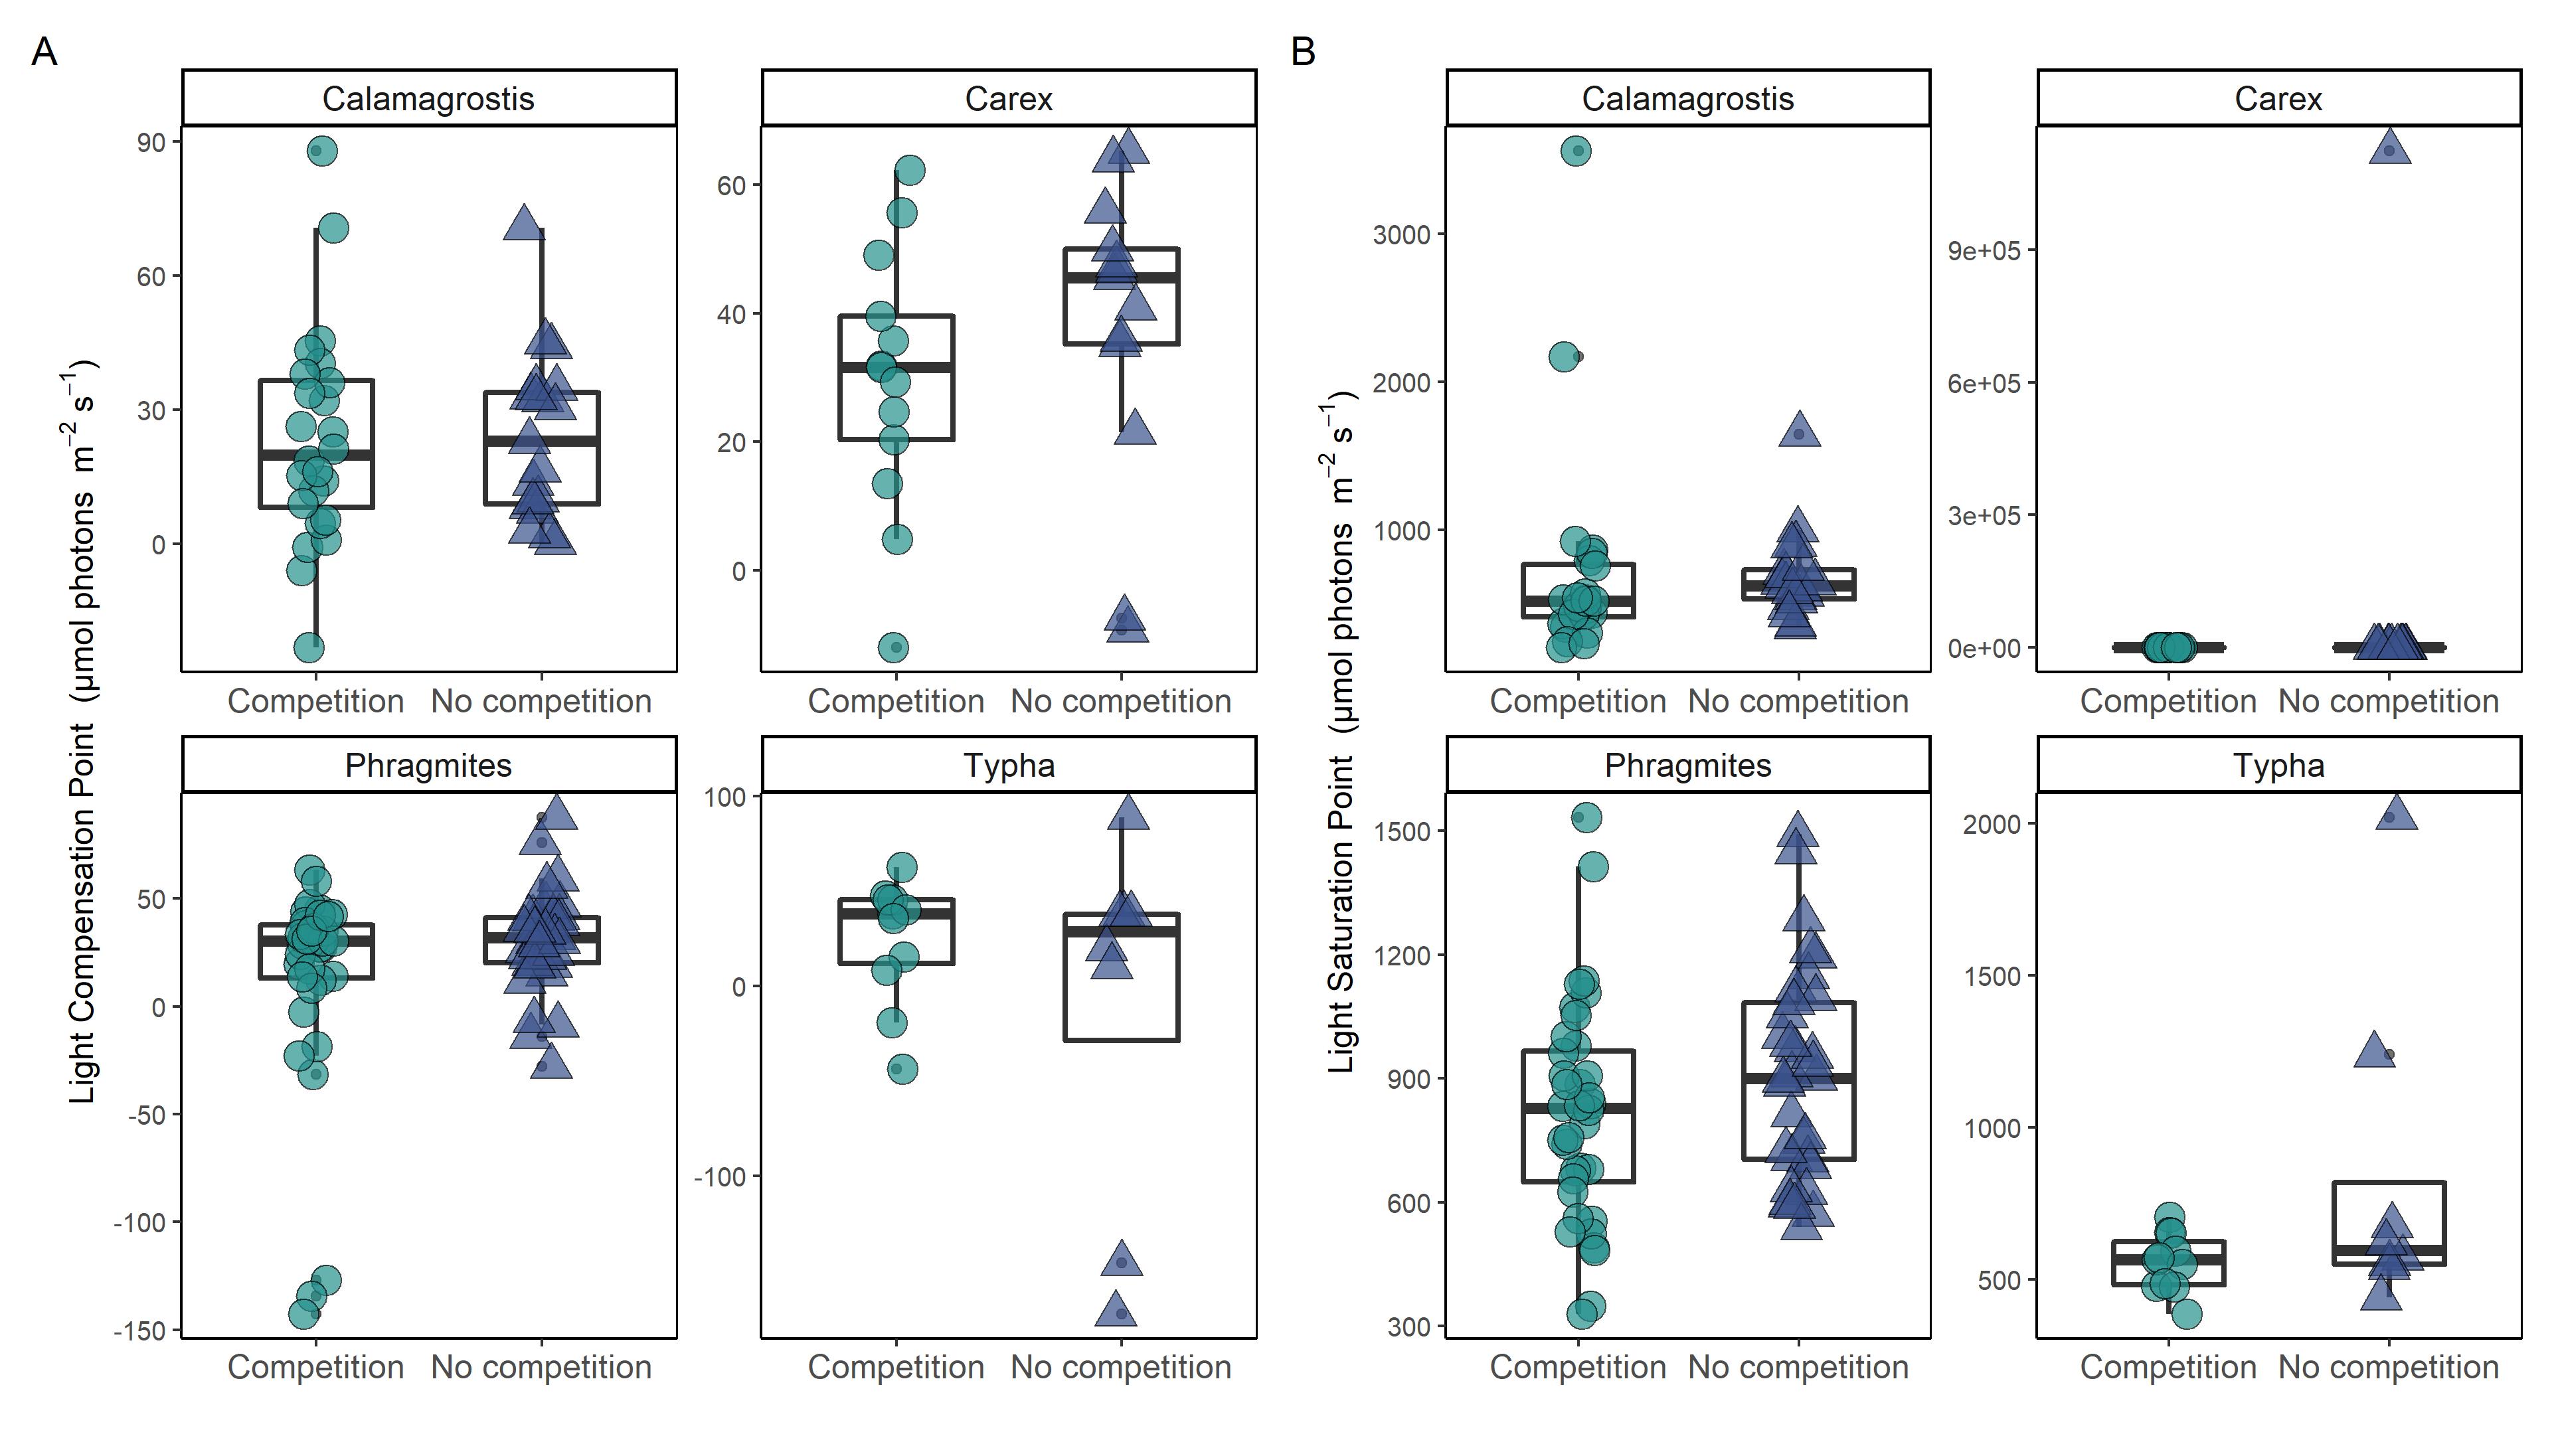 A
B
Calamagrostis
Carex
Calamagrostis
Carex
90
60
30
0
60
40
20
0
3000
2000
1000
9e+05
6e+05
3e+05
0e+00
Competition No competition
Competition No competition
Competition No competition
Competition No competition
Light Compensation Point (µmol photons m⁻² s⁻¹)
Light Saturation Point (µmol photons m⁻² s⁻¹)
Phragmites
Typha
Phragmites
Typha
50
0
-50
-100
-150
100
0
-100
1500
1200
900
600
300
2000
1500
1000
500
Competition No competition
Competition No competition
Competition No competition
Competition No competition